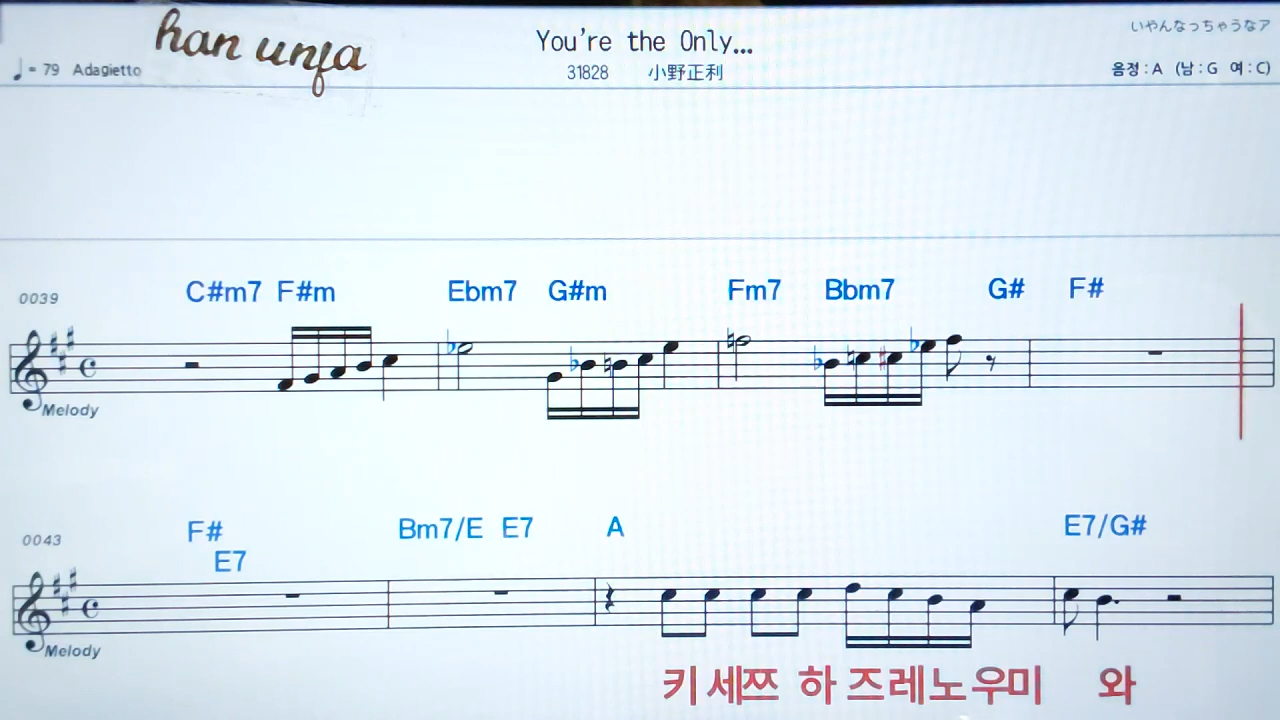 han unfa
You're the Only…
いやんなっちゃうなア
♩= 79 Adagietto
31828 小野正利
음정 : A (남 : G 여 : C)
0039
C#m7 F#m Ebm7 G#m Fm7 Bbm7 G# F#
Melody
0043
F# Bm7/E E7 A E7/G#
E7
Melody
키 세쯔 하 즈레노우미 와